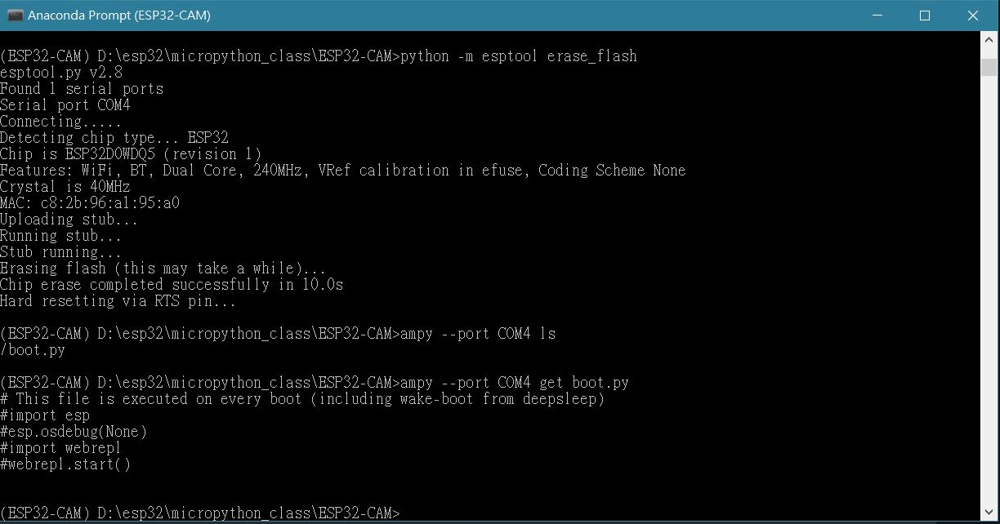 Anaconda Prompt (ESP32-CAM)
(ESP32-CAM) D:\esp32\micropython_class\ESP32-CAM>python -m esptool erase_flash
esptool.py v2.8
Found 1 serial ports
Serial port COM4
Connecting.....
Detecting chip type... ESP32
Chip is ESP32D0WDQ5 (revision 1)
Features: WiFi, BT, Dual Core, 240MHz, VRef calibration in efuse, Coding Scheme None
Crystal is 40MHz
MAC: c8:2b:96:a1:95:a0
Uploading stub...
Running stub...
Stub running...
Erasing flash (this may take a while)...
Chip erase completed successfully in 10.0s
Hard resetting via RTS pin...
(ESP32-CAM) D:\esp32\micropython_class\ESP32-CAM>ampy --port COM4 ls
/boot.py
(ESP32-CAM) D:\esp32\micropython_class\ESP32-CAM>ampy --port COM4 get boot.py
# This file is executed on every boot (including wake-boot from deepsleep)
#import esp
#esp.osdebug(None)
#import webrepl
#webrepl.start()
(ESP32-CAM) D:\esp32\micropython_class\ESP32-CAM>